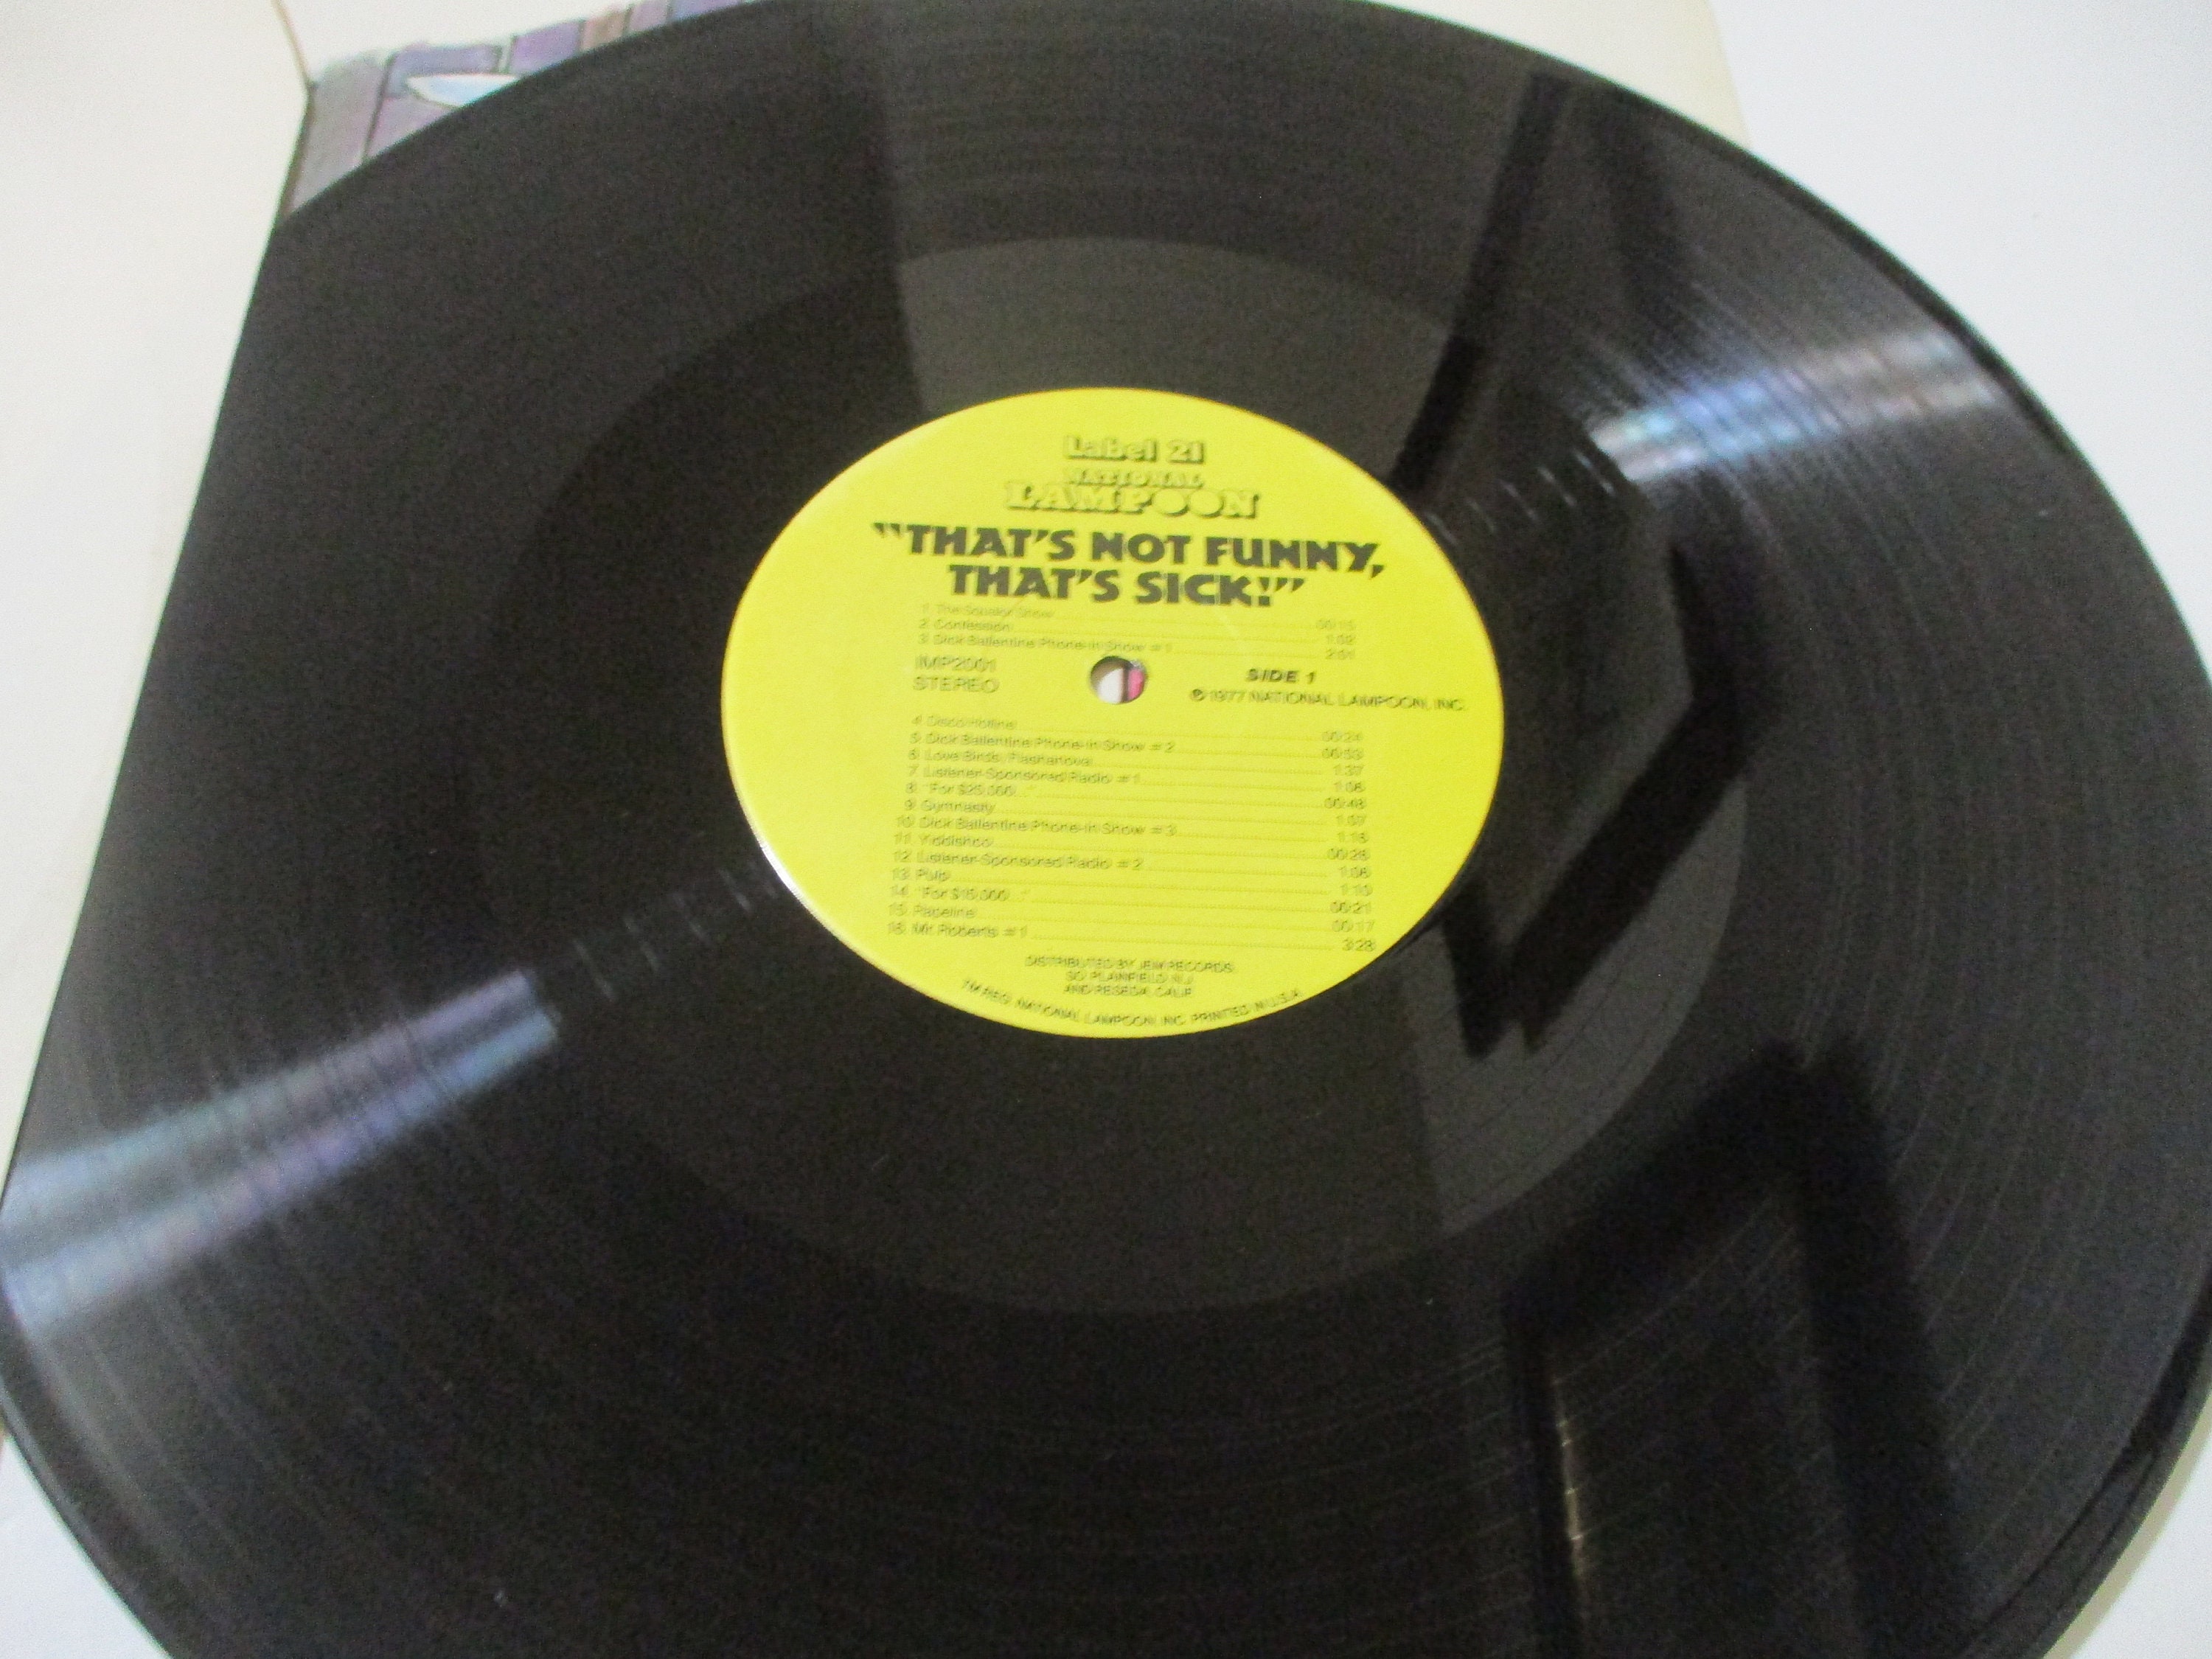 Label 21
NATIONAL
LAMPOON
"THAT'S NOT FUNNY,
THAT'S SICK!"
1. The Squalor Show 00:15
2. Confession 1:02
3. Dick Ballentine Phone-In Show #1 2:01
IMP2001 SIDE 1
STEREO ℗ 1977 NATIONAL LAMPOON, INC.
4. Disco Hotline 00:24
5. Dick Ballentine Phone-In Show #2 00:53
6. Love Birds/Flashanova 1:37
7. Listener-Sponsored Radio #1 1:06
8. "For $20,000..." 00:48
9. Gymnasty 1:07
10. Dick Ballentine Phone-In Show #3 1:16
11. 00:26
12. Listener-Sponsored Radio #2 1:06
13. Pulp 1:10
14. "For $15,000..." 00:21
15. Raceline 00:17
16. Mr. Roberts #1 3:28
DISTRIBUTED BY JEM RECORDS,
SO. PLAINFIELD, N.J.
AND RESEDA, CALIF.
TM REG. NATIONAL LAMPOON, INC. PRINTED IN U.S.A.